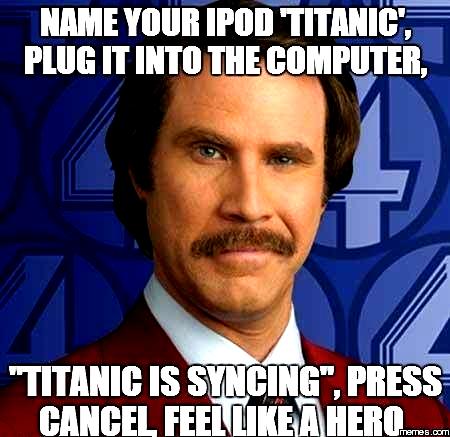 NAME YOUR IPOD 'TITANIC',
PLUG IT INTO THE COMPUTER,
4
"TITANIC IS SYNCING", PRESS
CANCEL, FEEL LIKE A HERO
memes.com